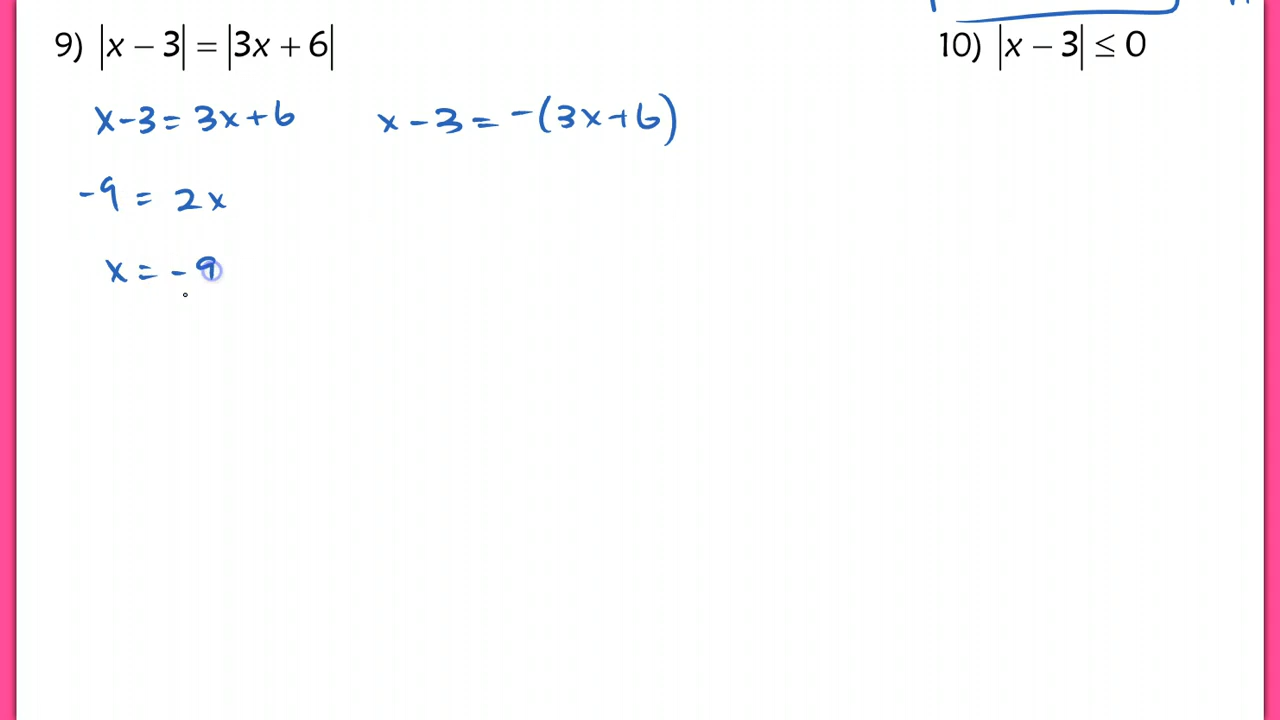 9) |x − 3| = |3x + 6|
x-3 = 3x+6 x-3 = -(3x+6)
-9 = 2x
x = -9
10) |x − 3| ≤ 0